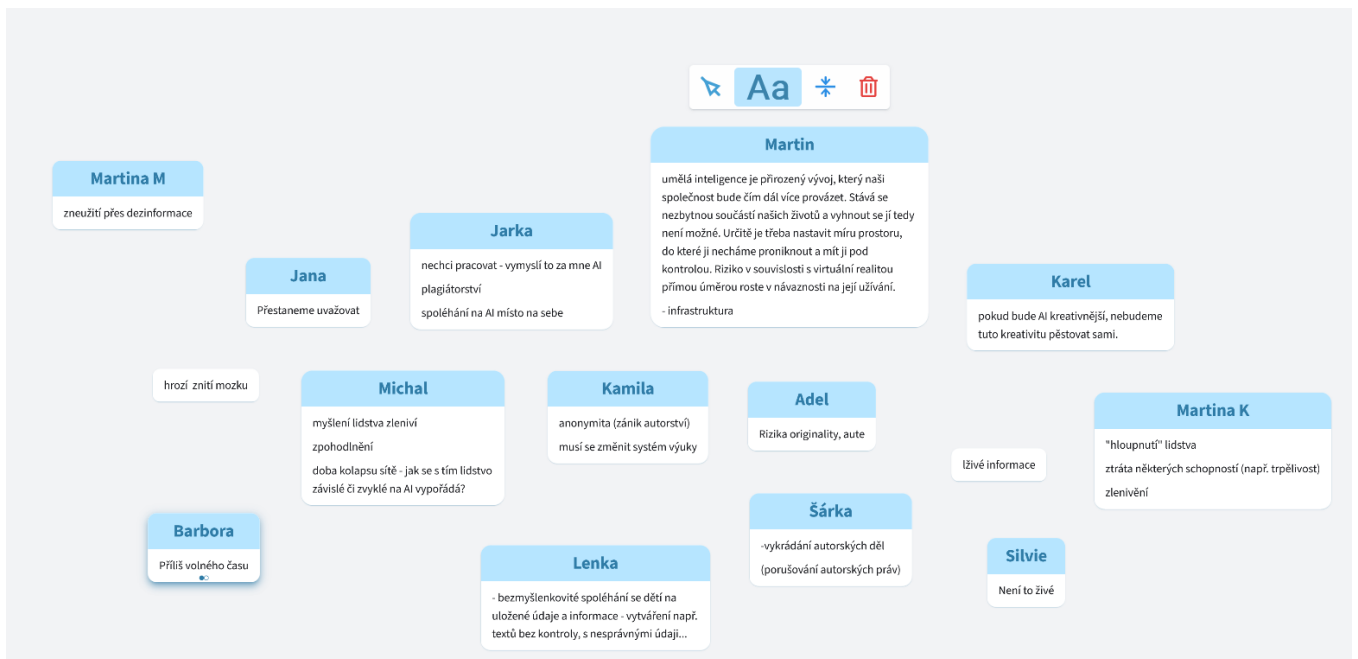 Aa
Martin
umělá inteligence je přirozený vývoj, který naši
společnost bude čím dál více provázet. Stává se
nezbytnou součástí našich životů a vyhnout se jí tedy
není možné. Určitě je třeba nastavit míru prostoru,
do které ji necháme proniknout a mít ji pod
kontrolou. Riziko v souvislosti s virtuální realitou
přímou úměrou roste v návaznosti na její užívání.
- infrastruktura
Martina M
zneužití přes dezinformace
Jarka
nechci pracovat - vymyslí to za mne AI
plagiátorství
spoléhání na AI místo na sebe
Jana
Přestaneme uvažovat
Karel
pokud bude AI kreativnější, nebudeme
tuto kreativitu pěstovat sami.
hrozí znití mozku
Michal
myšlení lidstva zleniví
zpohodlnění
doba kolapsu sítě - jak se s tím lidstvo
závislé či zvyklé na AI vypořádá?
Kamila
anonymita (zánik autorství)
musí se změnit systém výuky
Adel
Rizika originality, aute
Martina K
"hloupnutí" lidstva
ztráta některých schopností (např. trpělivost)
zlenivění
lživé informace
Barbora
Příliš volného času
Lenka
- bezmyšlenkovité spoléhání se dětí na
uložené údaje a informace - vytváření např.
textů bez kontroly, s nesprávnými údaji...
Šárka
-vykrádání autorských děl
(porušování autorských práv)
Silvie
Není to živé